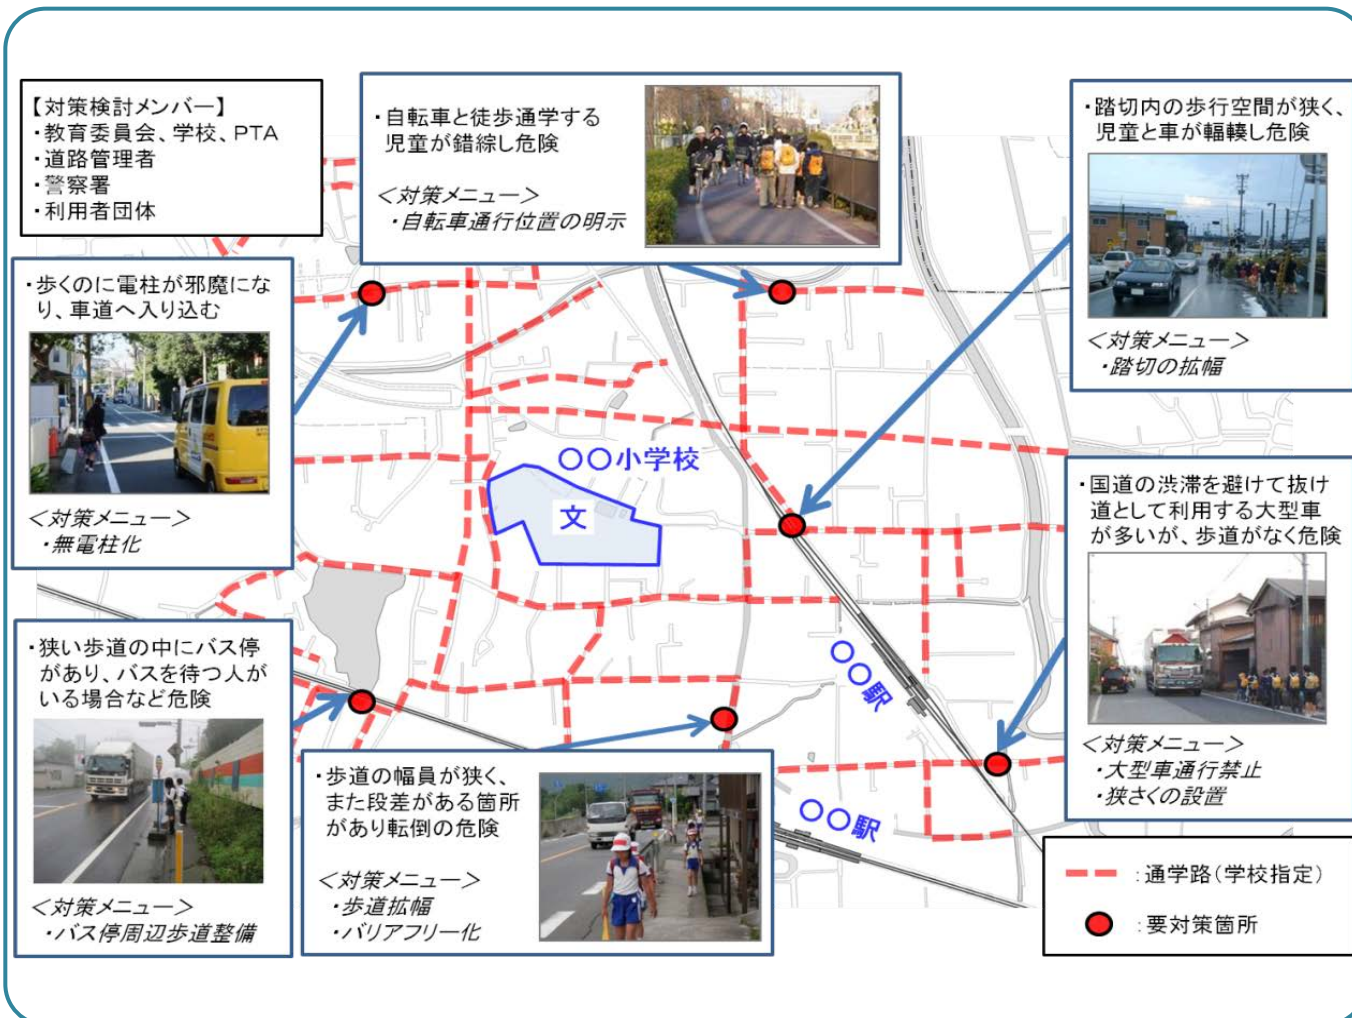 【対策検討メンバー】
・教育委員会、学校、PTA
・道路管理者
・警察署
・利用者団体
・自転車と徒歩通学する
児童が錯綜し危険
<対策メニュー>
・自転車通行位置の明示
・踏切内の歩行空間が狭く、
児童と車が輻輳し危険
<対策メニュー>
・踏切の拡幅
・歩くのに電柱が邪魔にな
り、車道へ入り込む
<対策メニュー>
・無電柱化
〇〇小学校
文
・国道の渋滞を避けて抜け
道として利用する大型車
が多いが、歩道がなく危険
<対策メニュー>
・大型車通行禁止
・狭さくの設置
・狭い歩道の中にバス停
があり、バスを待つ人が
いる場合など危険
<対策メニュー>
・バス停周辺歩道整備
〇〇駅
・歩道の幅員が狭く、
また段差がある箇所
があり転倒の危険
<対策メニュー>
・歩道拡幅
・バリアフリー化
〇〇駅
:通学路(学校指定)
:要対策箇所